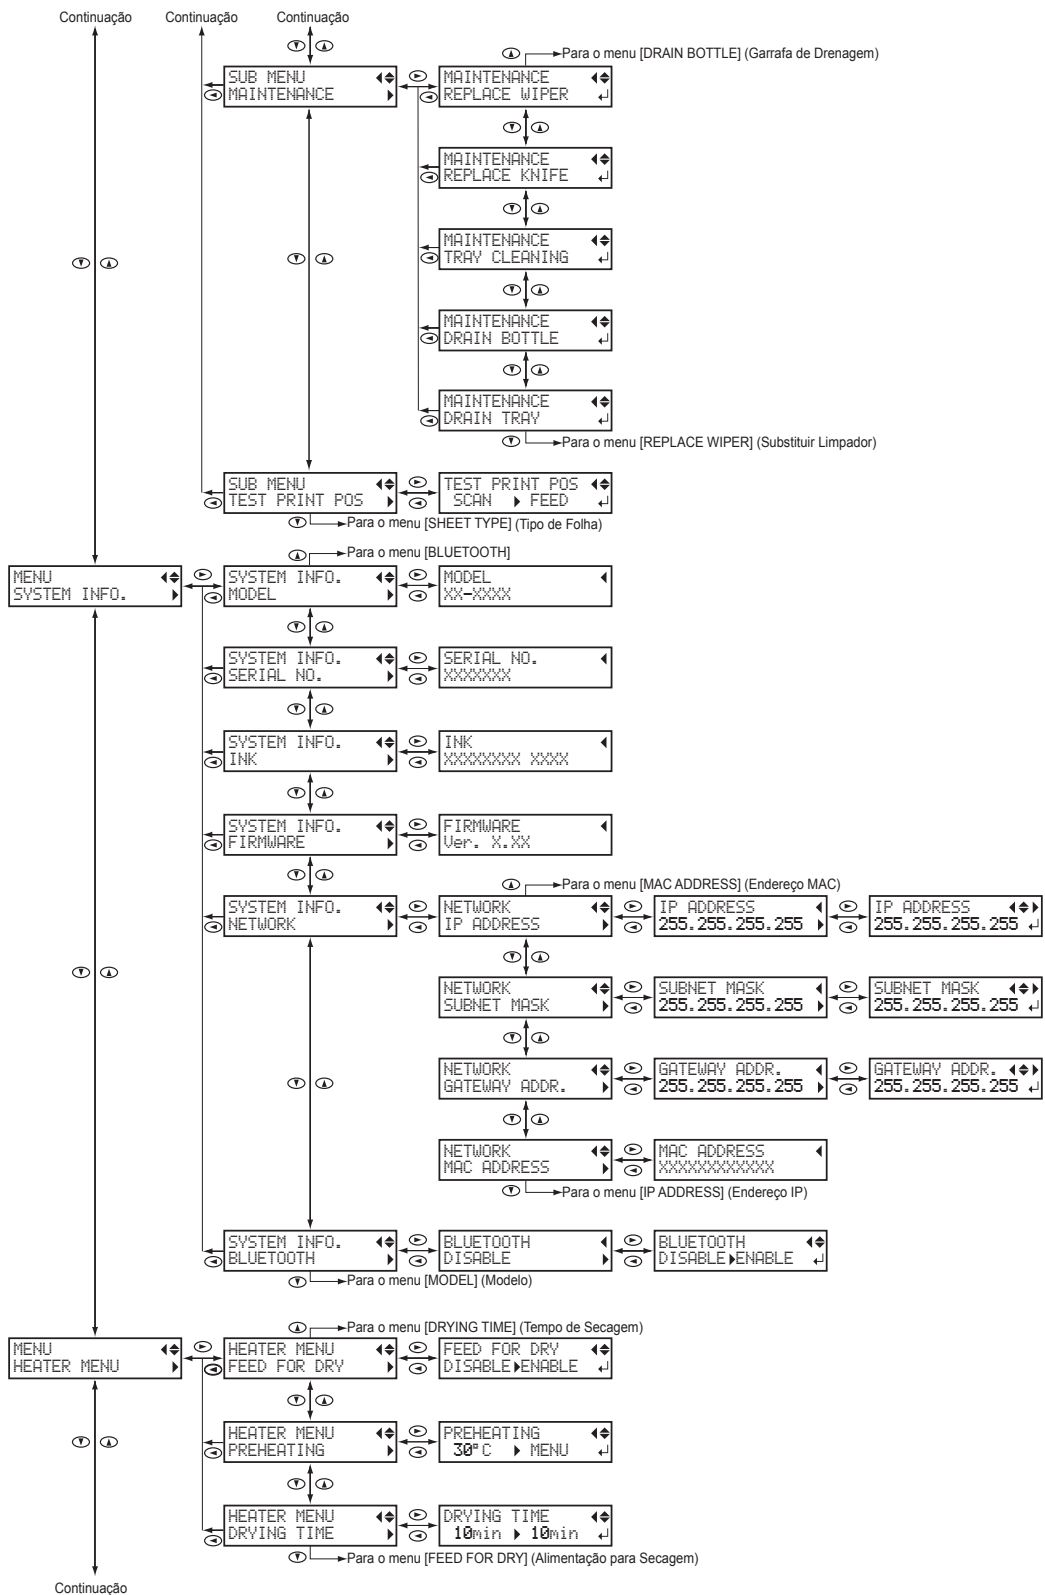 Continuação
Continuação
Continuação
Para o menu [DRAIN BOTTLE] (Garrafa de Drenagem)
SUB MENU
MAINTENANCE
MAINTENANCE
REPLACE WIPER
MAINTENANCE
REPLACE KNIFE
MAINTENANCE
TRAY CLEANING
MAINTENANCE
DRAIN BOTTLE
MAINTENANCE
DRAIN TRAY
Para o menu [REPLACE WIPER] (Substituir Limpador)
SUB MENU
TEST PRINT POS
TEST PRINT POS
SCAN FEED
Para o menu [SHEET TYPE] (Tipo de Folha)
Para o menu [BLUETOOTH]
MENU
SYSTEM INFO.
SYSTEM INFO.
MODEL
MODEL
XX-XXXX
SYSTEM INFO.
SERIAL NO.
SERIAL NO.
XXXXXXX
SYSTEM INFO.
INK
INK
XXXXXXXX XXXX
SYSTEM INFO.
FIRMWARE
FIRMWARE
Ver. X.XX
Para o menu [MAC ADDRESS] (Endereço MAC)
SYSTEM INFO.
NETWORK
NETWORK
IP ADDRESS
IP ADDRESS
255.255.255.255
IP ADDRESS
255.255.255.255
NETWORK
SUBNET MASK
SUBNET MASK
255.255.255.255
SUBNET MASK
255.255.255.255
NETWORK
GATEWAY ADDR.
GATEWAY ADDR.
255.255.255.255
GATEWAY ADDR.
255.255.255.255
NETWORK
MAC ADDRESS
MAC ADDRESS
XXXXXXXXXXXX
Para o menu [IP ADDRESS] (Endereço IP)
SYSTEM INFO.
BLUETOOTH
BLUETOOTH
DISABLE
BLUETOOTH
DISABLE ENABLE
Para o menu [MODEL] (Modelo)
Para o menu [DRYING TIME] (Tempo de Secagem)
MENU
HEATER MENU
HEATER MENU
FEED FOR DRY
FEED FOR DRY
DISABLE ENABLE
HEATER MENU
PREHEATING
PREHEATING
30°C MENU
HEATER MENU
DRYING TIME
DRYING TIME
10min 10min
Para o menu [FEED FOR DRY] (Alimentação para Secagem)
Continuação